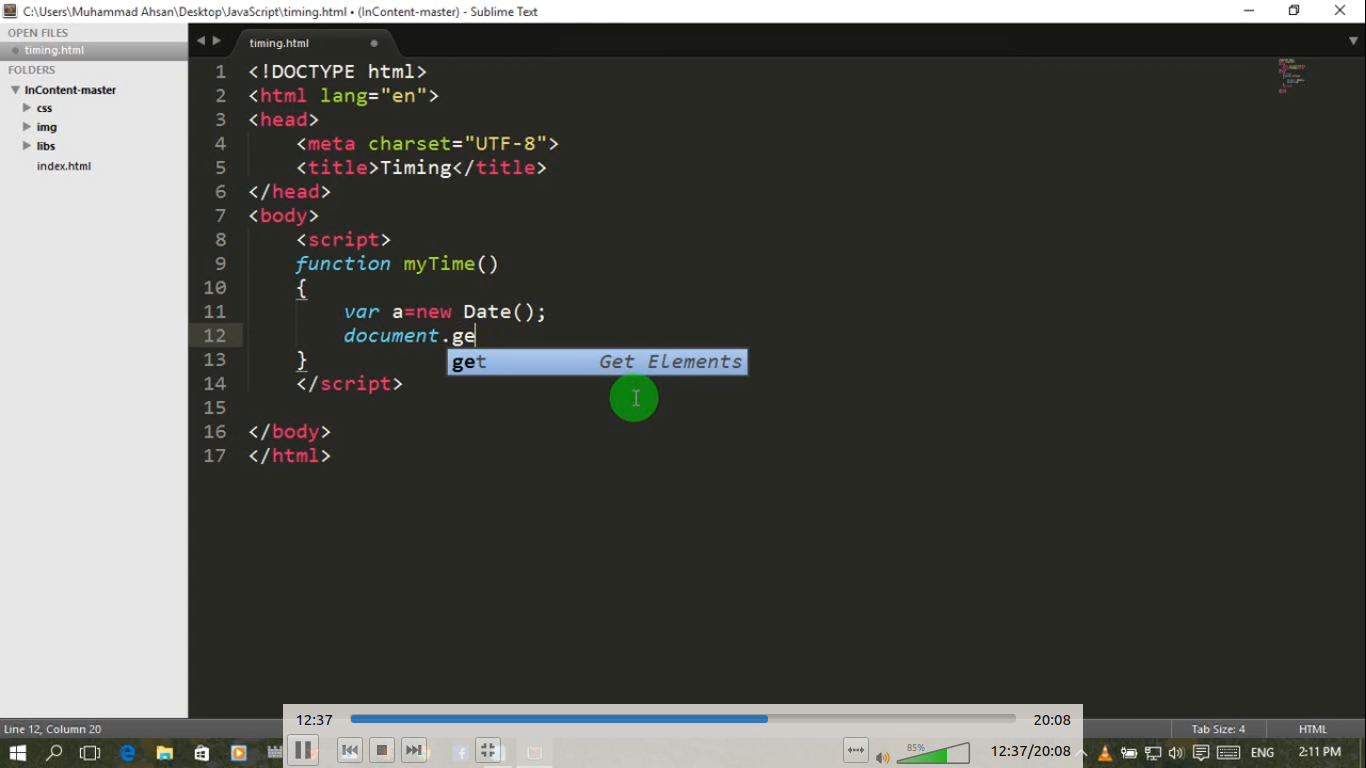 C:\Users\Muhammad Ahsan\Desktop\JavaScript\timing.html • (InContent-master) - Sublime Text
OPEN FILES
timing.html
FOLDERS
InContent-master
css
img
libs
index.html
timing.html
1 <!DOCTYPE html>
2 <html lang="en">
3 <head>
4 <meta charset="UTF-8">
5 <title>Timing</title>
6 </head>
7 <body>
8 <script>
9 function myTime()
10 {
11 var a=new Date();
12 document.ge
get Get Elements
13 }
14 </script>
15
16 </body>
17 </html>
12:37 20:08
Line 12, Column 20
Tab Size: 4 HTML
85%
12:37/20:08
ENG
2:11 PM